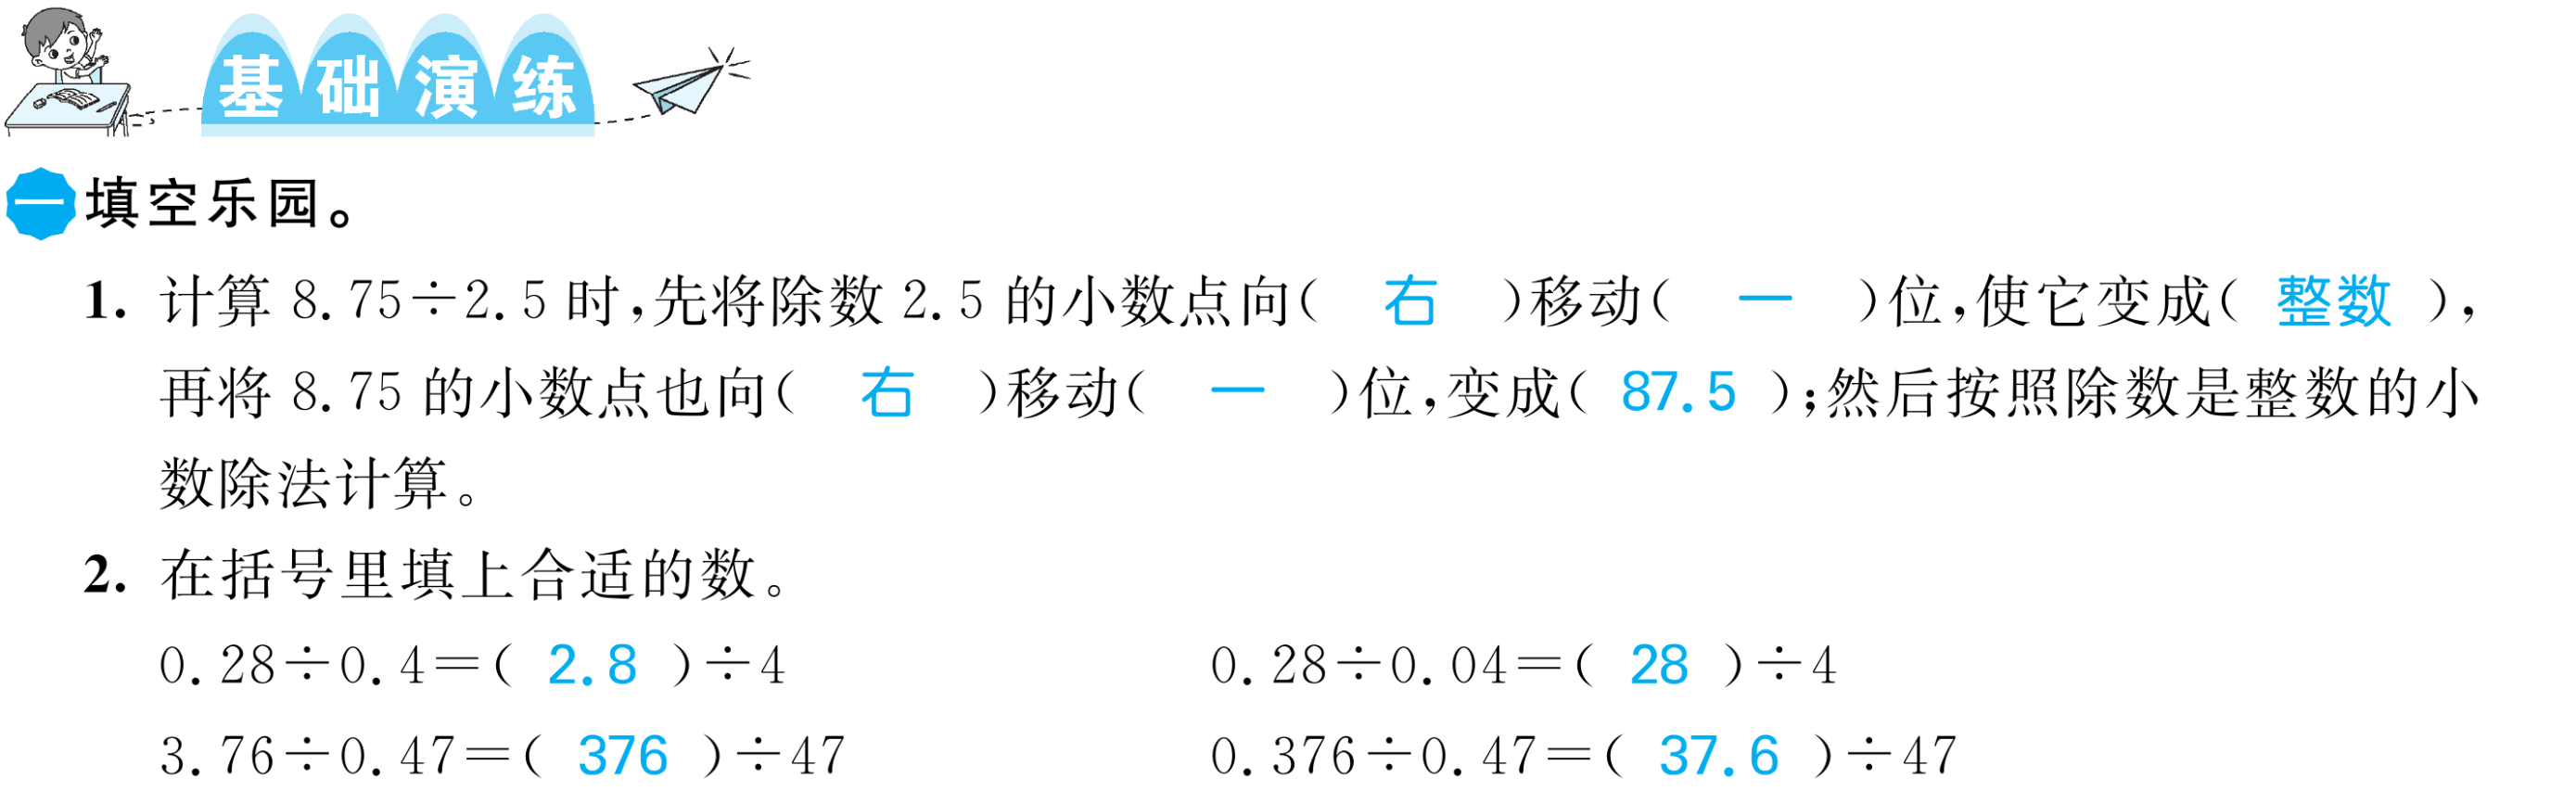 基础演练
一 填空乐园。
1. 计算 8.75÷2.5 时,先将除数 2.5 的小数点向( 右 )移动( 一 )位,使它变成( 整数 ),
再将 8.75 的小数点也向( 右 )移动( 一 )位,变成( 87.5 );然后按照除数是整数的小
数除法计算。
2. 在括号里填上合适的数。
0.28÷0.4=( 2.8 )÷4 0.28÷0.04=( 28 )÷4
3.76÷0.47=( 376 )÷47 0.376÷0.47=( 37.6 )÷47